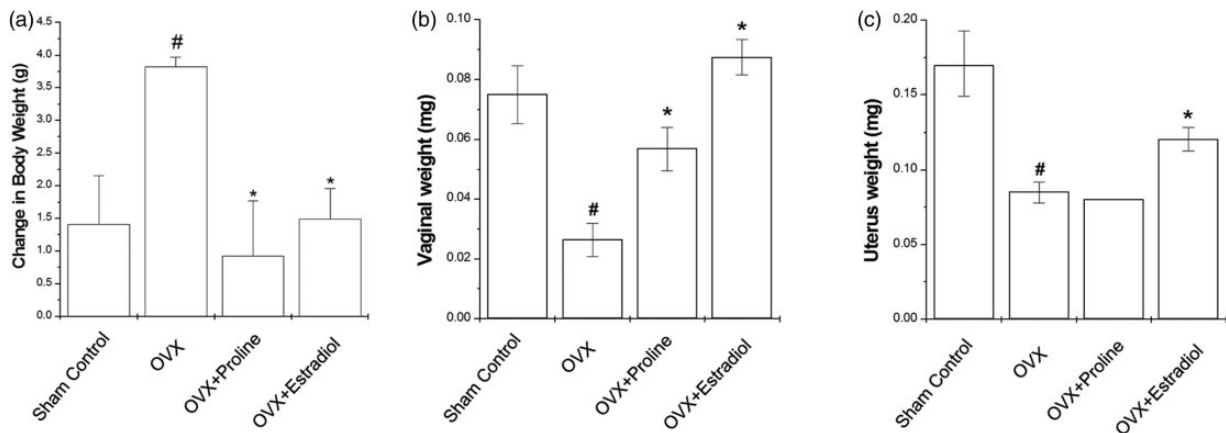 (a)
Change in Body Weight (g)
4.5
4.0
3.5
3.0
2.5
2.0
1.5
1.0
0.5
0.0
#
*
*
Sham Control
OVX
OVX+Proline
OVX+Estradiol
(b)
Vaginal weight (mg)
0.10
0.08
0.06
0.04
0.02
0.00
#
*
*
Sham Control
OVX
OVX+Proline
OVX+Estradiol
(c)
Uterus weight (mg)
0.20
0.15
0.10
0.05
0.00
#
*
Sham Control
OVX
OVX+Proline
OVX+Estradiol